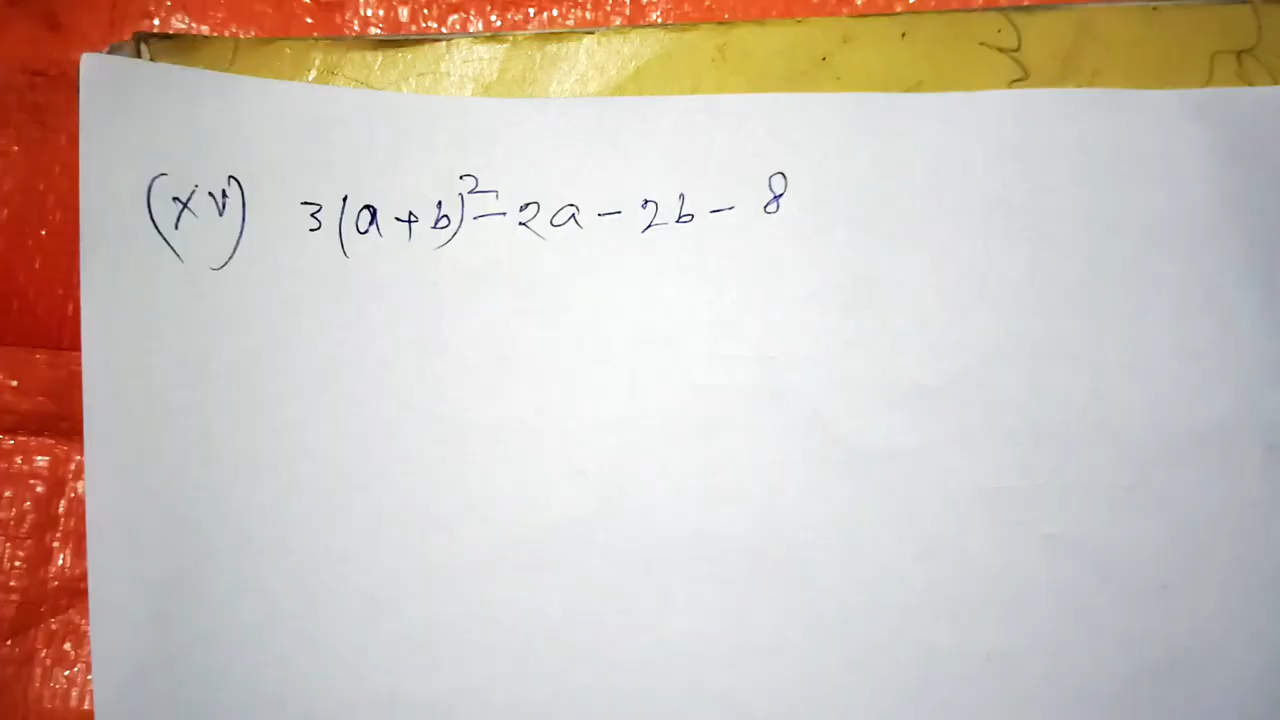 (xv) 3(a+b)² - 2a - 2b - 8